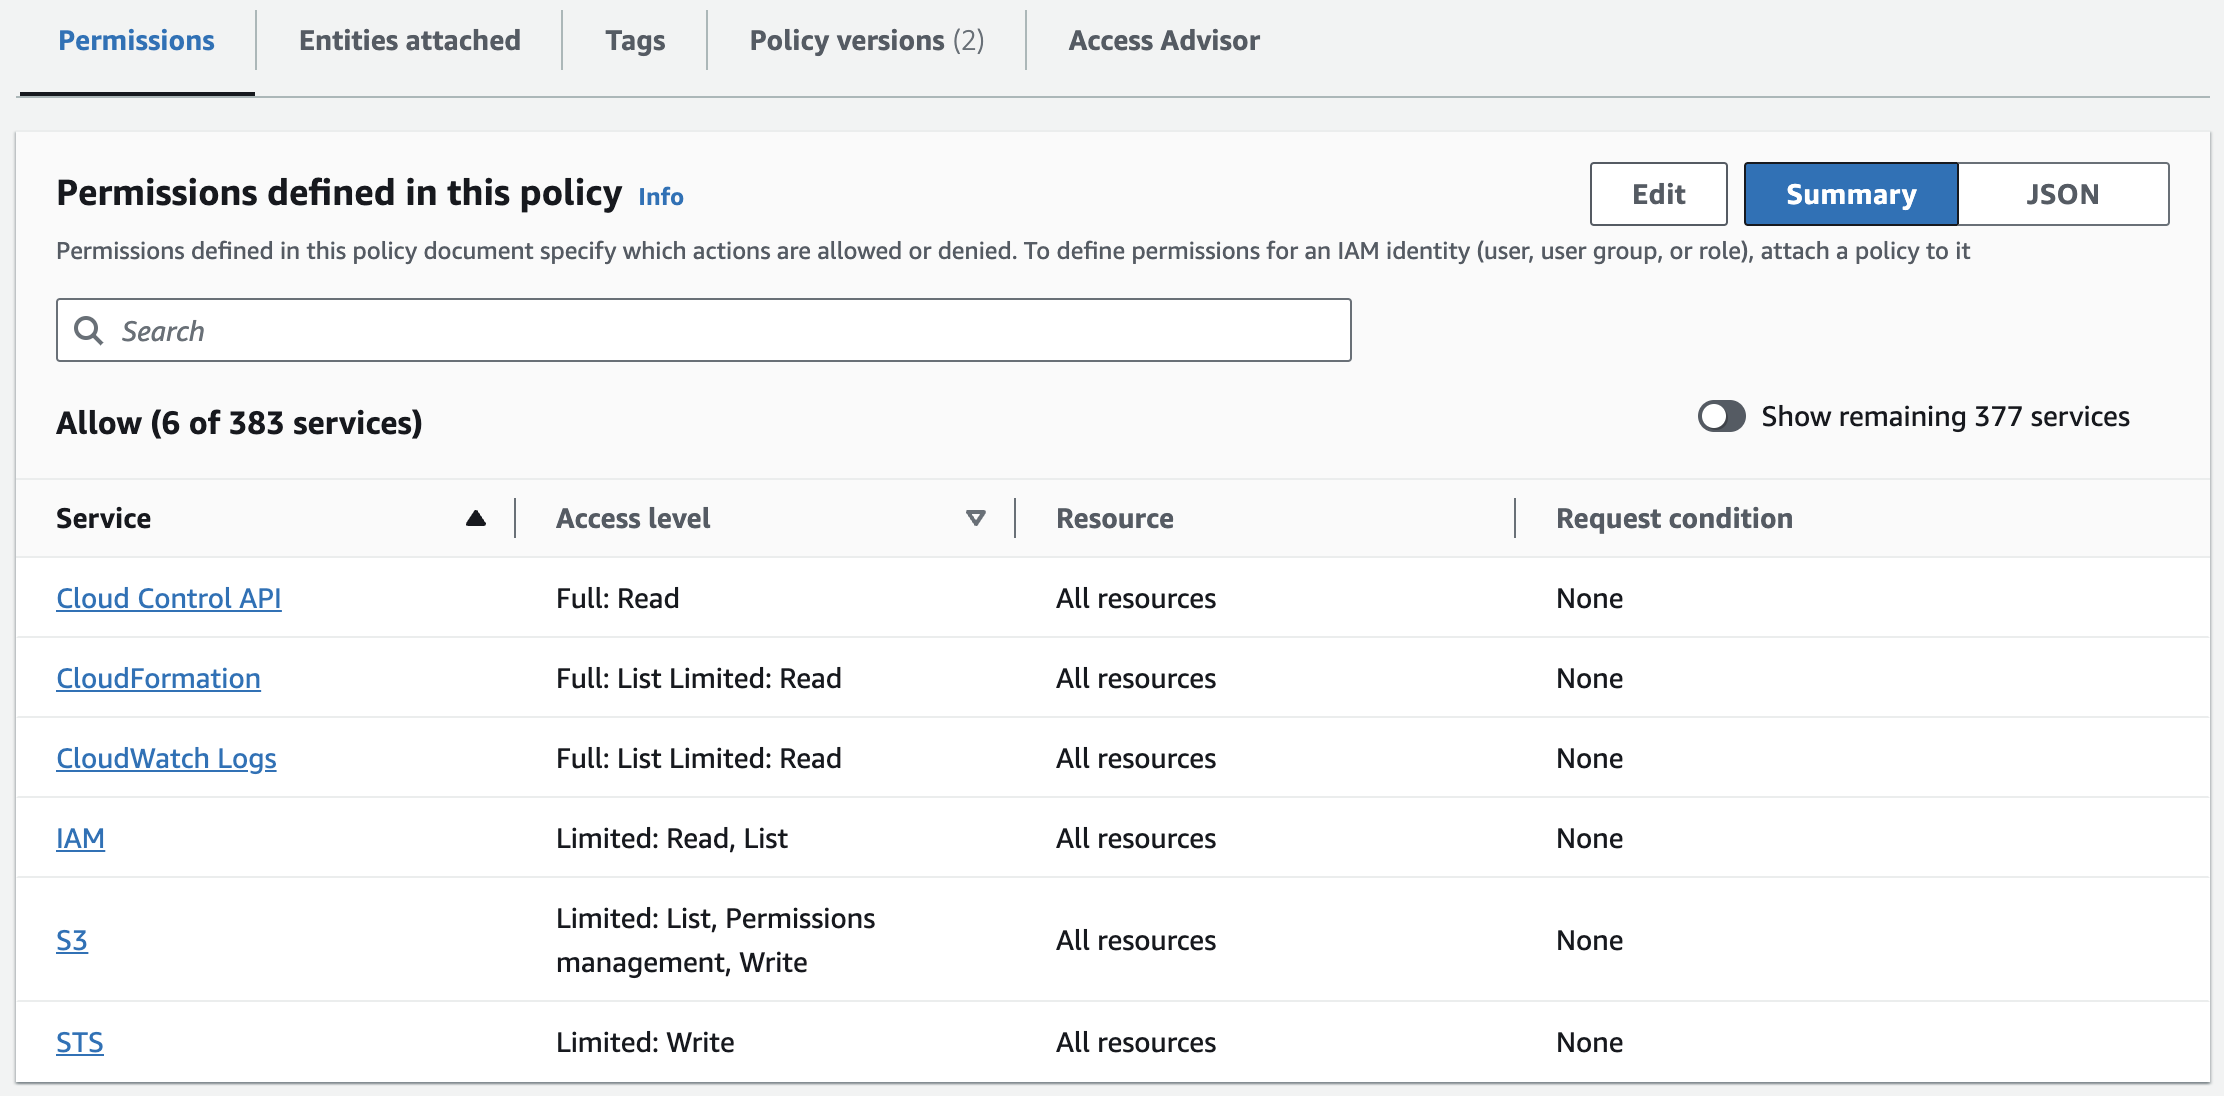 Permissions
Entities attached
Tags
Policy versions (2)
Access Advisor
Permissions defined in this policy Info
Edit
Summary
JSON
Permissions defined in this policy document specify which actions are allowed or denied. To define permissions for an IAM identity (user, user group, or role), attach a policy to it
Search
Allow (6 of 383 services)
Show remaining 377 services
Service
Access level
Resource
Request condition
Cloud Control API
Full: Read
All resources
None
CloudFormation
Full: List Limited: Read
All resources
None
CloudWatch Logs
Full: List Limited: Read
All resources
None
IAM
Limited: Read, List
All resources
None
S3
Limited: List, Permissions
management, Write
All resources
None
STS
Limited: Write
All resources
None